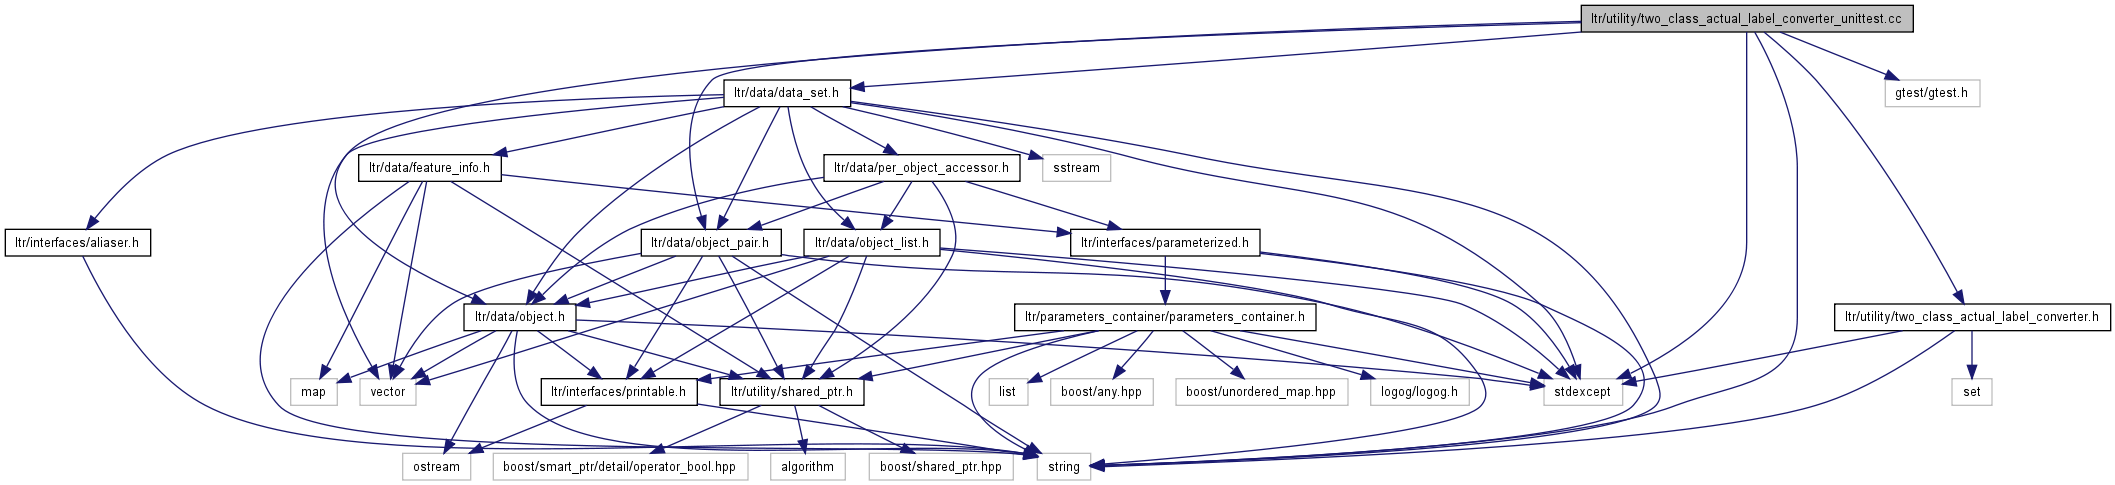 ltr/utility/two_class_actual_label_converter_unittest.cc
ltr/data/data_set.h
gtest/gtest.h
ltr/data/feature_info.h
ltr/data/per_object_accessor.h
sstream
ltr/interfaces/aliaser.h
ltr/data/object_pair.h
ltr/data/object_list.h
ltr/interfaces/parameterized.h
ltr/data/object.h
ltr/parameters_container/parameters_container.h
ltr/utility/two_class_actual_label_converter.h
map
vector
ltr/interfaces/printable.h
ltr/utility/shared_ptr.h
list
boost/any.hpp
boost/unordered_map.hpp
logog/logog.h
stdexcept
set
ostream
boost/smart_ptr/detail/operator_bool.hpp
algorithm
boost/shared_ptr.hpp
string